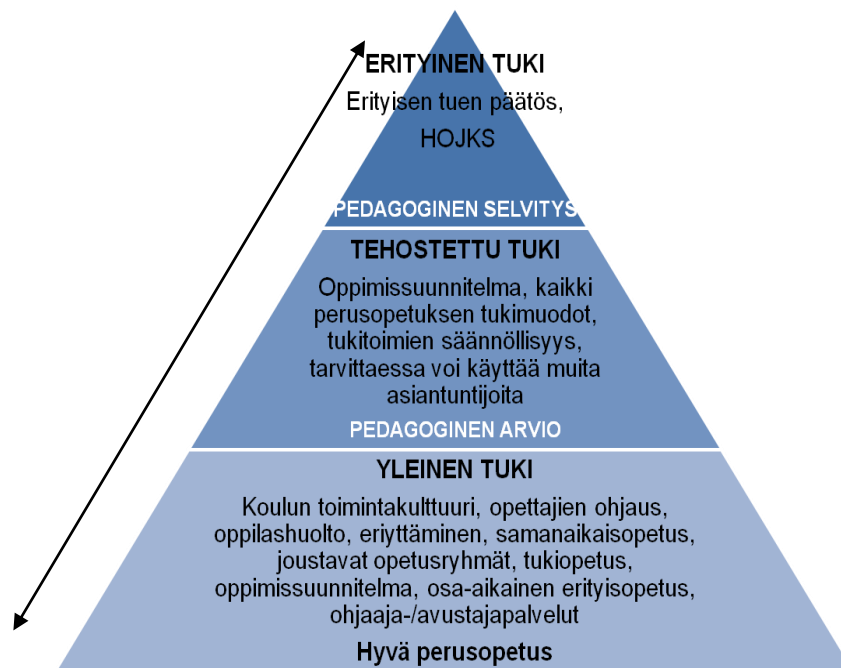 ERITYINEN TUKI
Erityisen tuen päätös,
HOJKS
PEDAGOGINEN SELVITYS
TEHOSTETTU TUKI
Oppimissuunnitelma, kaikki
perusopetuksen tukimuodot,
tukitoimien säännöllisyys,
tarvittaessa voi käyttää muita
asiantuntijoita
PEDAGOGINEN ARVIO
YLEINEN TUKI
Koulun toimintakulttuuri, opettajien ohjaus,
oppilashuolto, eriyttäminen, samanaikaisopetus,
joustavat opetusryhmät, tukiopetus,
oppimissuunnitelma, osa-aikainen erityisopetus,
ohjaaja-/avustajapalvelut
Hyvä perusopetus